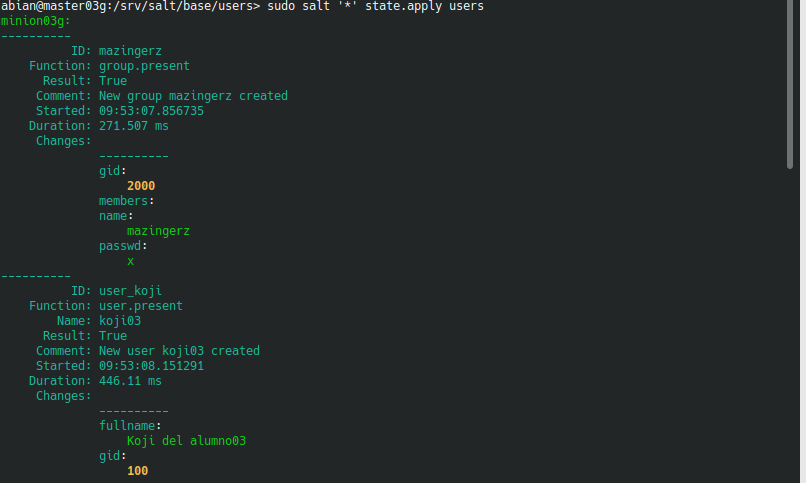 abian@master03g:/srv/salt/base/users> sudo salt '*' state.apply users
minion03g:
----------
          ID: mazingerz
    Function: group.present
      Result: True
     Comment: New group mazingerz created
     Started: 09:53:07.856735
    Duration: 271.507 ms
     Changes:
              ----------
              gid:
                  2000
              members:
              name:
                  mazingerz
              passwd:
                  x
----------
          ID: user_koji
    Function: user.present
        Name: koji03
      Result: True
     Comment: New user koji03 created
     Started: 09:53:08.151291
    Duration: 446.11 ms
     Changes:
              ----------
              fullname:
                  Koji del alumno03
              gid:
                  100